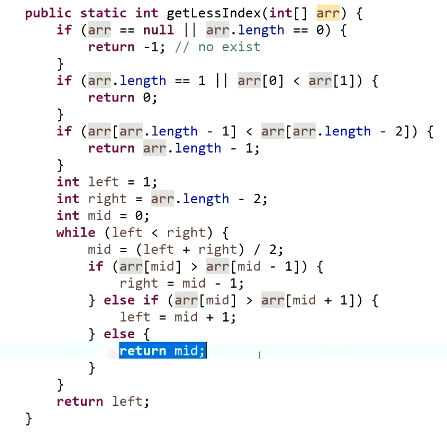 public static int getLessIndex(int[] arr) {
    if (arr == null || arr.length == 0) {
        return -1; // no exist
    }
    if (arr.length == 1 || arr[0] < arr[1]) {
        return 0;
    }
    if (arr[arr.length - 1] < arr[arr.length - 2]) {
        return arr.length - 1;
    }
    int left = 1;
    int right = arr.length - 2;
    int mid = 0;
    while (left < right) {
        mid = (left + right) / 2;
        if (arr[mid] > arr[mid - 1]) {
            right = mid - 1;
        } else if (arr[mid] > arr[mid + 1]) {
            left = mid + 1;
        } else {
            return mid;
        }
    }
    return left;
}